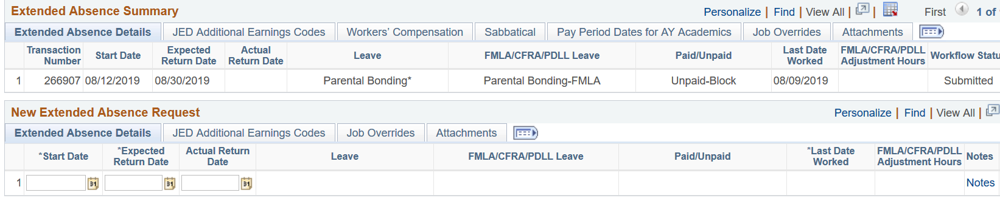 Extended Absence Summary
Personalize | Find | View All | | First 1 of
Extended Absence Details JED Additional Earnings Codes Workers' Compensation Sabbatical Pay Period Dates for AY Academics Job Overrides Attachments
Transaction Number Start Date Expected Return Date Actual Return Date Leave FMLA/CFRA/PDLL Leave Paid/Unpaid Last Date Worked FMLA/CFRA/PDLL Adjustment Hours Workflow Statu
1 266907 08/12/2019 08/30/2019 Parental Bonding* Parental Bonding-FMLA Unpaid-Block 08/09/2019 Submitted
New Extended Absence Request
Personalize | Find | View All |
Extended Absence Details JED Additional Earnings Codes Job Overrides Attachments
*Start Date *Expected Return Date Actual Return Date Leave FMLA/CFRA/PDLL Leave Paid/Unpaid *Last Date Worked FMLA/CFRA/PDLL Adjustment Hours Notes
1 31 31 31 Notes